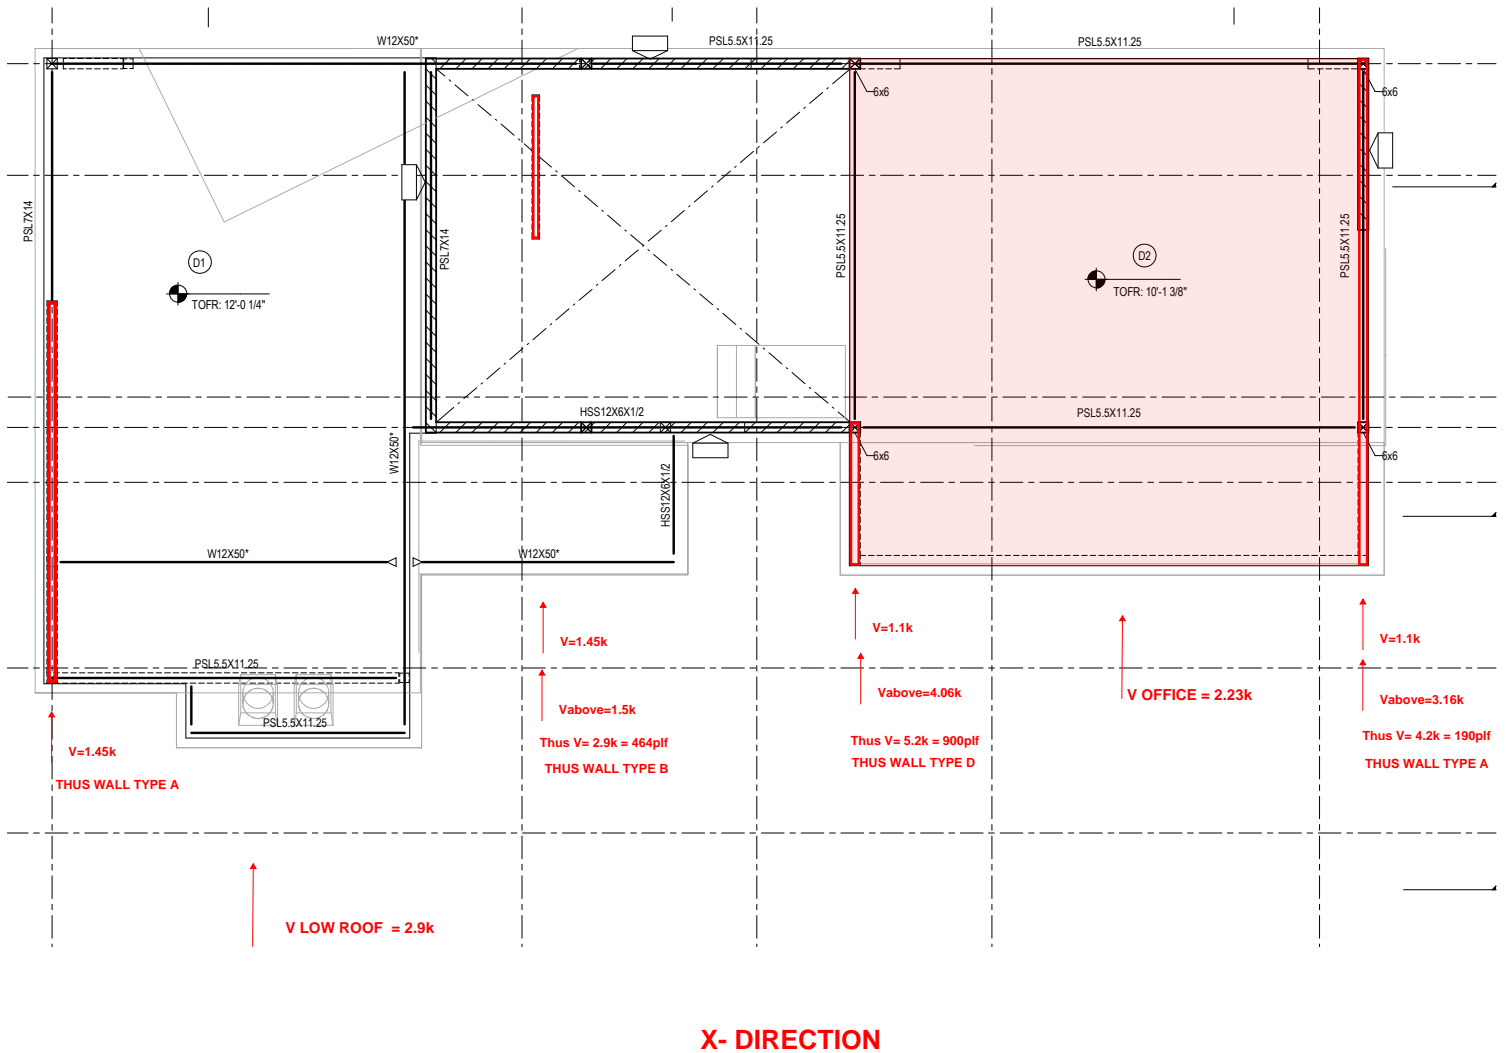 W12X50*
PSL5.5X11.25
PSL5.5X11.25
6x6
6x6
PSL7X14
PSL7X14
PSL5.5X11.25
PSL5.5X11.25
D1
TOFR: 12'-0 1/4"
D2
TOFR: 10'-1 3/8"
HSS12X6X1/2
PSL5.5X11.25
W12X50*
6x6
6x6
HSS12X6X1/2
W12X50*
W12X50*
V=1.45k
V=1.1k
V=1.1k
PSL5.5X11.25
PSL5.5X11.25
Vabove=1.5k
Vabove=4.06k
V OFFICE = 2.23k
Vabove=3.16k
V=1.45k
Thus V= 2.9k = 464plf
Thus V= 5.2k = 900plf
Thus V= 4.2k = 190plf
THUS WALL TYPE A
THUS WALL TYPE B
THUS WALL TYPE D
THUS WALL TYPE A
V LOW ROOF = 2.9k
X- DIRECTION